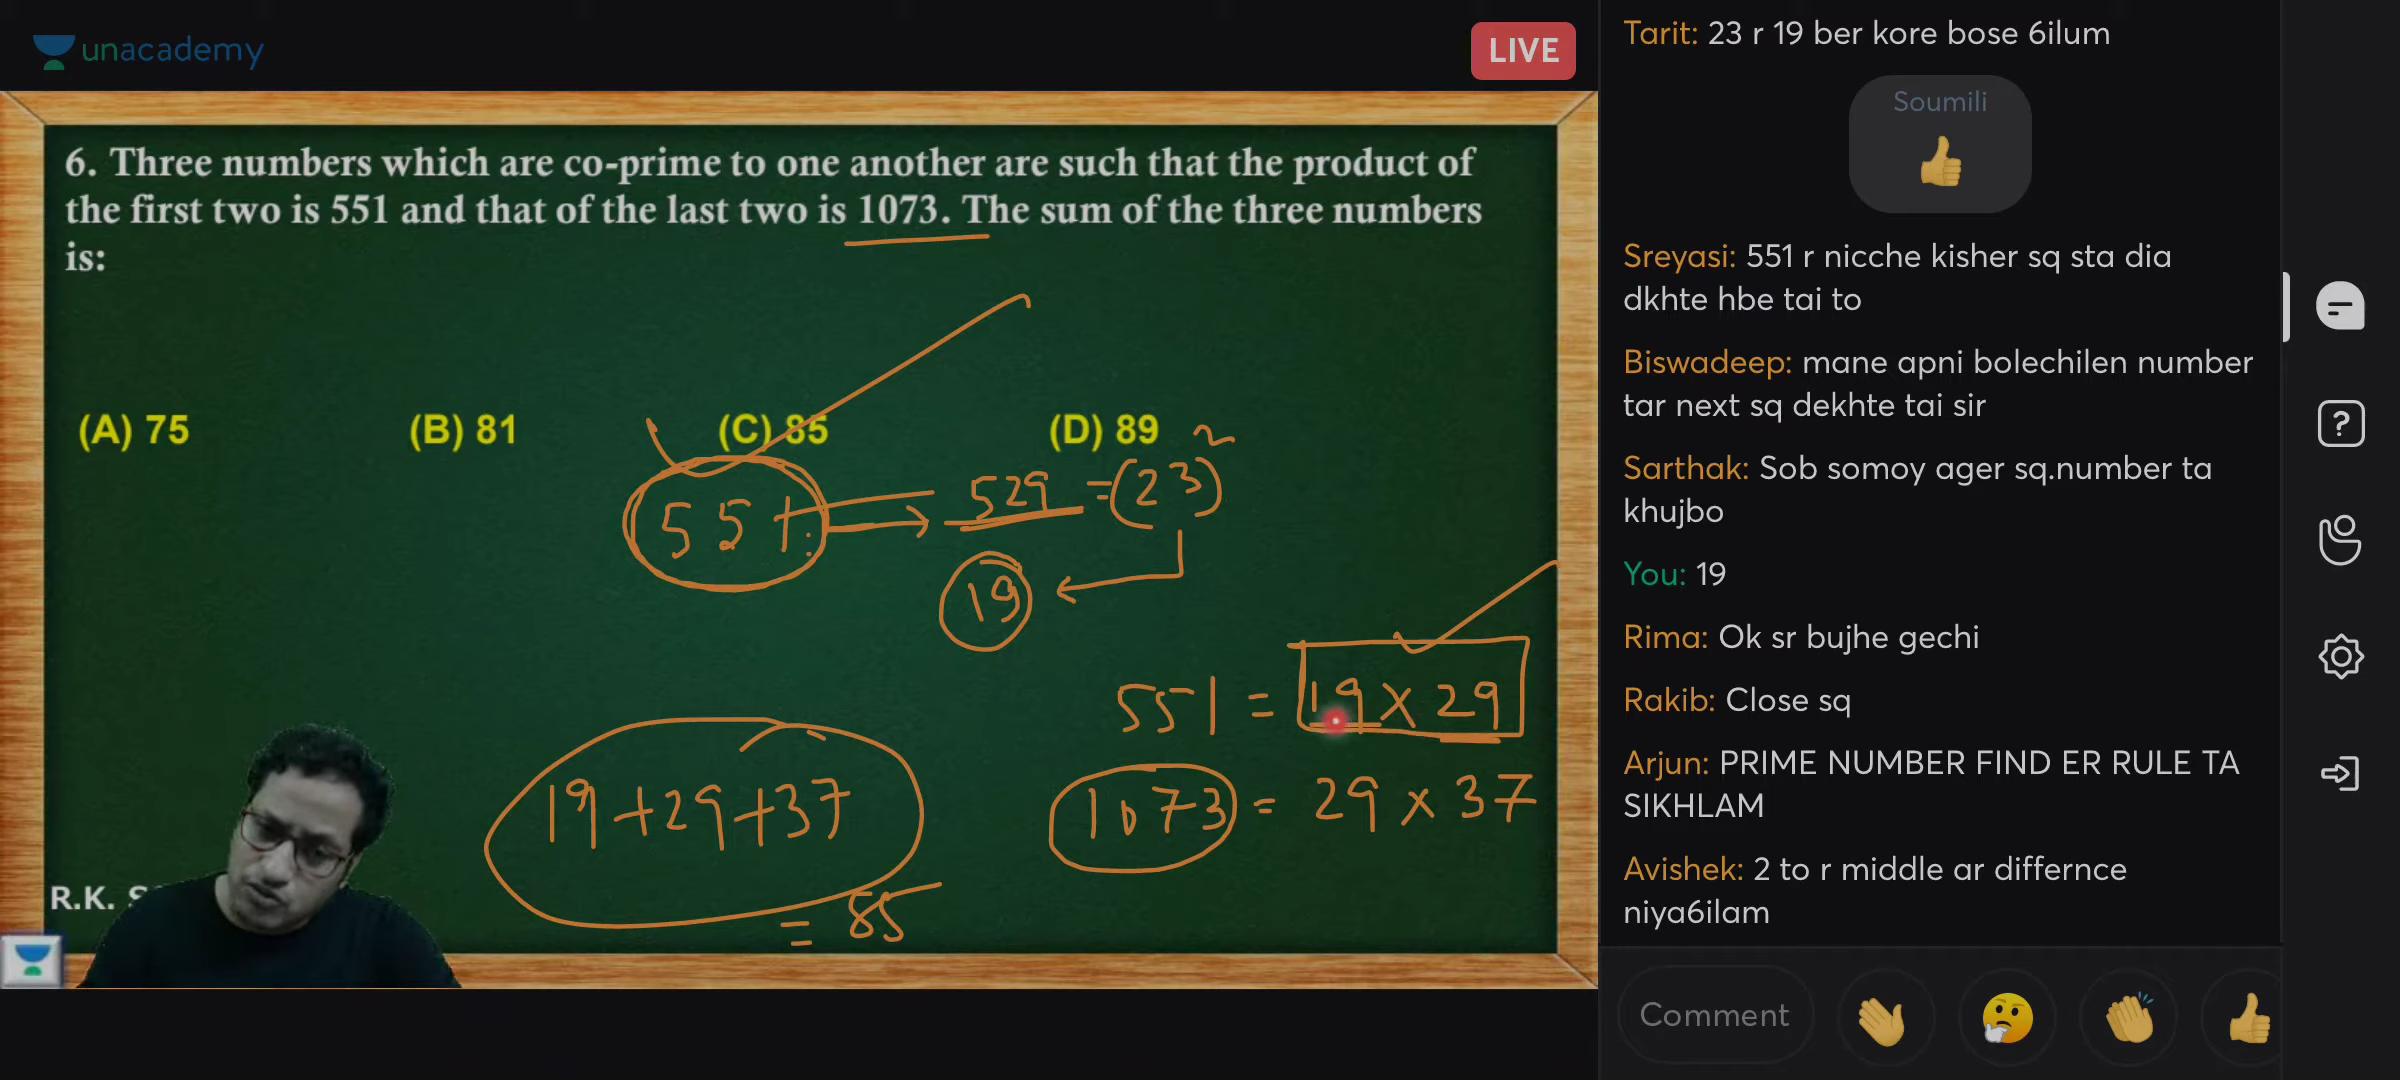 unacademy
LIVE
6. Three numbers which are co-prime to one another are such that the product of
the first two is 551 and that of the last two is 1073. The sum of the three numbers
is:
(A) 75
(B) 81
(C) 85
(D) 89
551
529 = (23)²
19
551 = 19 × 29
19+29+37
1073 = 29 × 37
= 85
R.K.
Tarit: 23 r 19 ber kore bose 6ilum
Soumili
Sreyasi: 551 r nicche kisher sq sta dia
dkhte hbe tai to
Biswadeep: mane apni bolechilen number
tar next sq dekhte tai sir
Sarthak: Sob somoy ager sq.number ta
khujbo
You: 19
Rima: Ok sr bujhe gechi
Rakib: Close sq
Arjun: PRIME NUMBER FIND ER RULE TA
SIKHLAM
Avishek: 2 to r middle ar differnce
niya6ilam
Comment